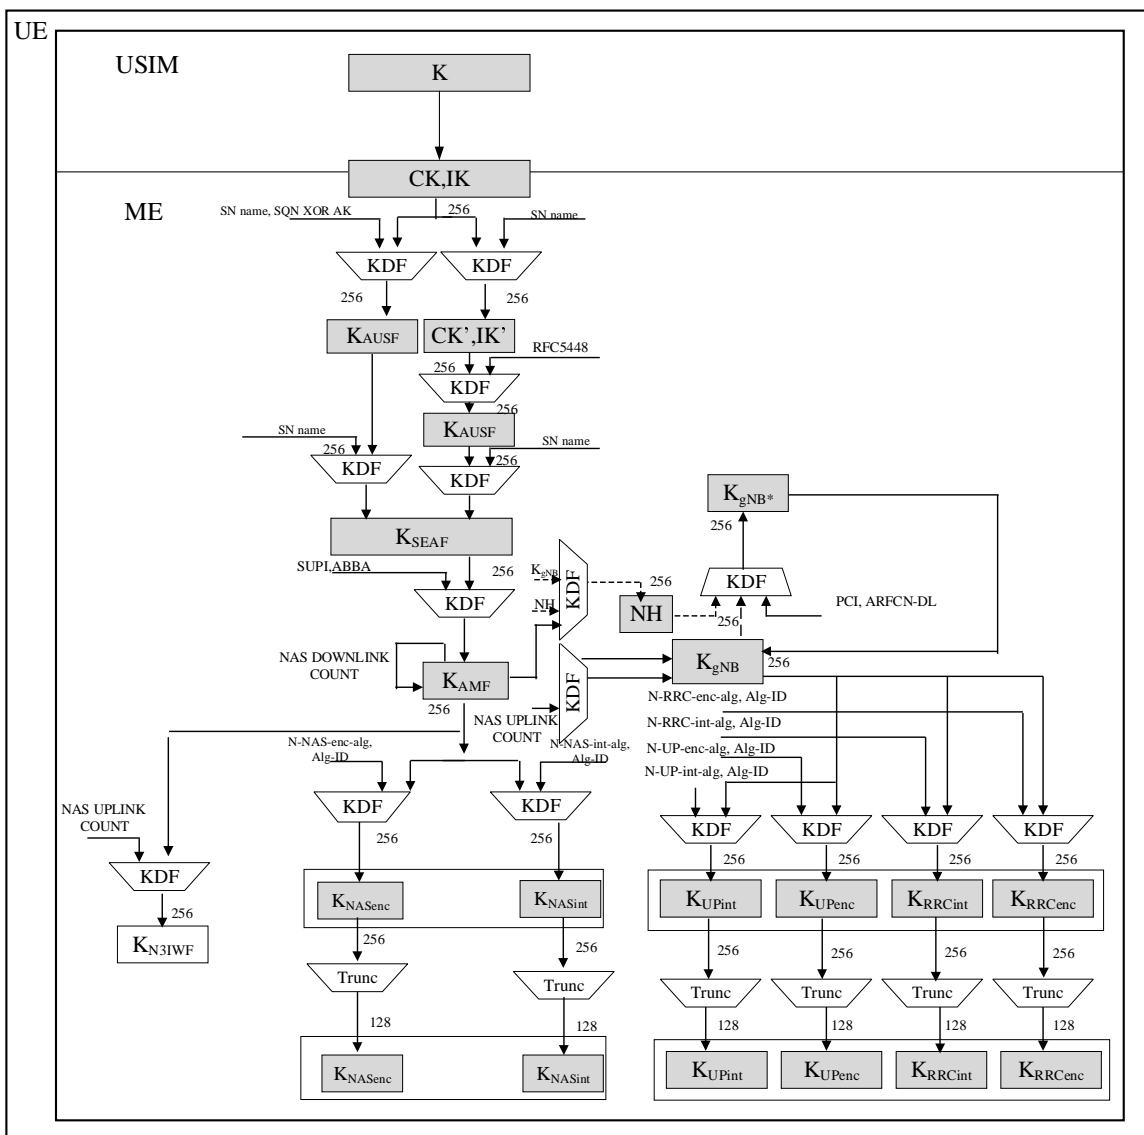 UE
USIM
K
CK,IK
ME
SN name, SQN XOR AK
256
SN name
KDF
KDF
256
256
KAUSF
CK’,IK’
RFC5448
256
KDF
256
KAUSF
SN name
256
SN name
256
KDF
KDF
KSEAF
SUPI,ABBA
256
KDF
NAS DOWNLINK
COUNT
KAMF
256
KgNB
NH
KDF
256
NH
KgNB*
256
KDF
PCI, ARFCN-DL
256
KgNB
256
KDF
NAS UPLINK
COUNT
N-RRC-enc-alg, Alg-ID
N-RRC-int-alg, Alg-ID
N-UP-enc-alg, Alg-ID
N-UP-int-alg, Alg-ID
N-NAS-enc-alg,
Alg-ID
N-NAS-int-alg,
Alg-ID
NAS UPLINK
COUNT
KDF
256
KN3IWF
KDF
KDF
256
256
KNASenc
KNASint
256
256
Trunc
Trunc
128
128
KNASenc
KNASint
KDF
KDF
KDF
KDF
256
256
256
256
KUPint
KUPenc
KRRCint
KRRCenc
256
256
256
256
Trunc
Trunc
Trunc
Trunc
128
128
128
128
KUPint
KUPenc
KRRCint
KRRCenc